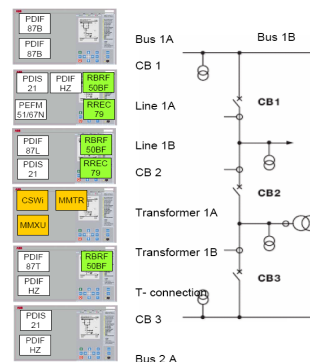 PDIF
87B
PDIF
87B
PDIS
21
PDIF
HZ
RBRF
50BF
PEFM
51/67N
RREC
79
PDIF
87L
RBRF
50BF
PDIS
21
RREC
79
CSWi
MMTR
MMXU
PDIF
87T
RBRF
50BF
PDIF
HZ
PDIS
21
PDIF
HZ
Bus 1A
Bus 1B
CB 1
Line 1A
Line 1B
CB 2
Transformer 1A
Transformer 1B
T- connection
CB 3
Bus 2 A
CB1
CB2
CB3